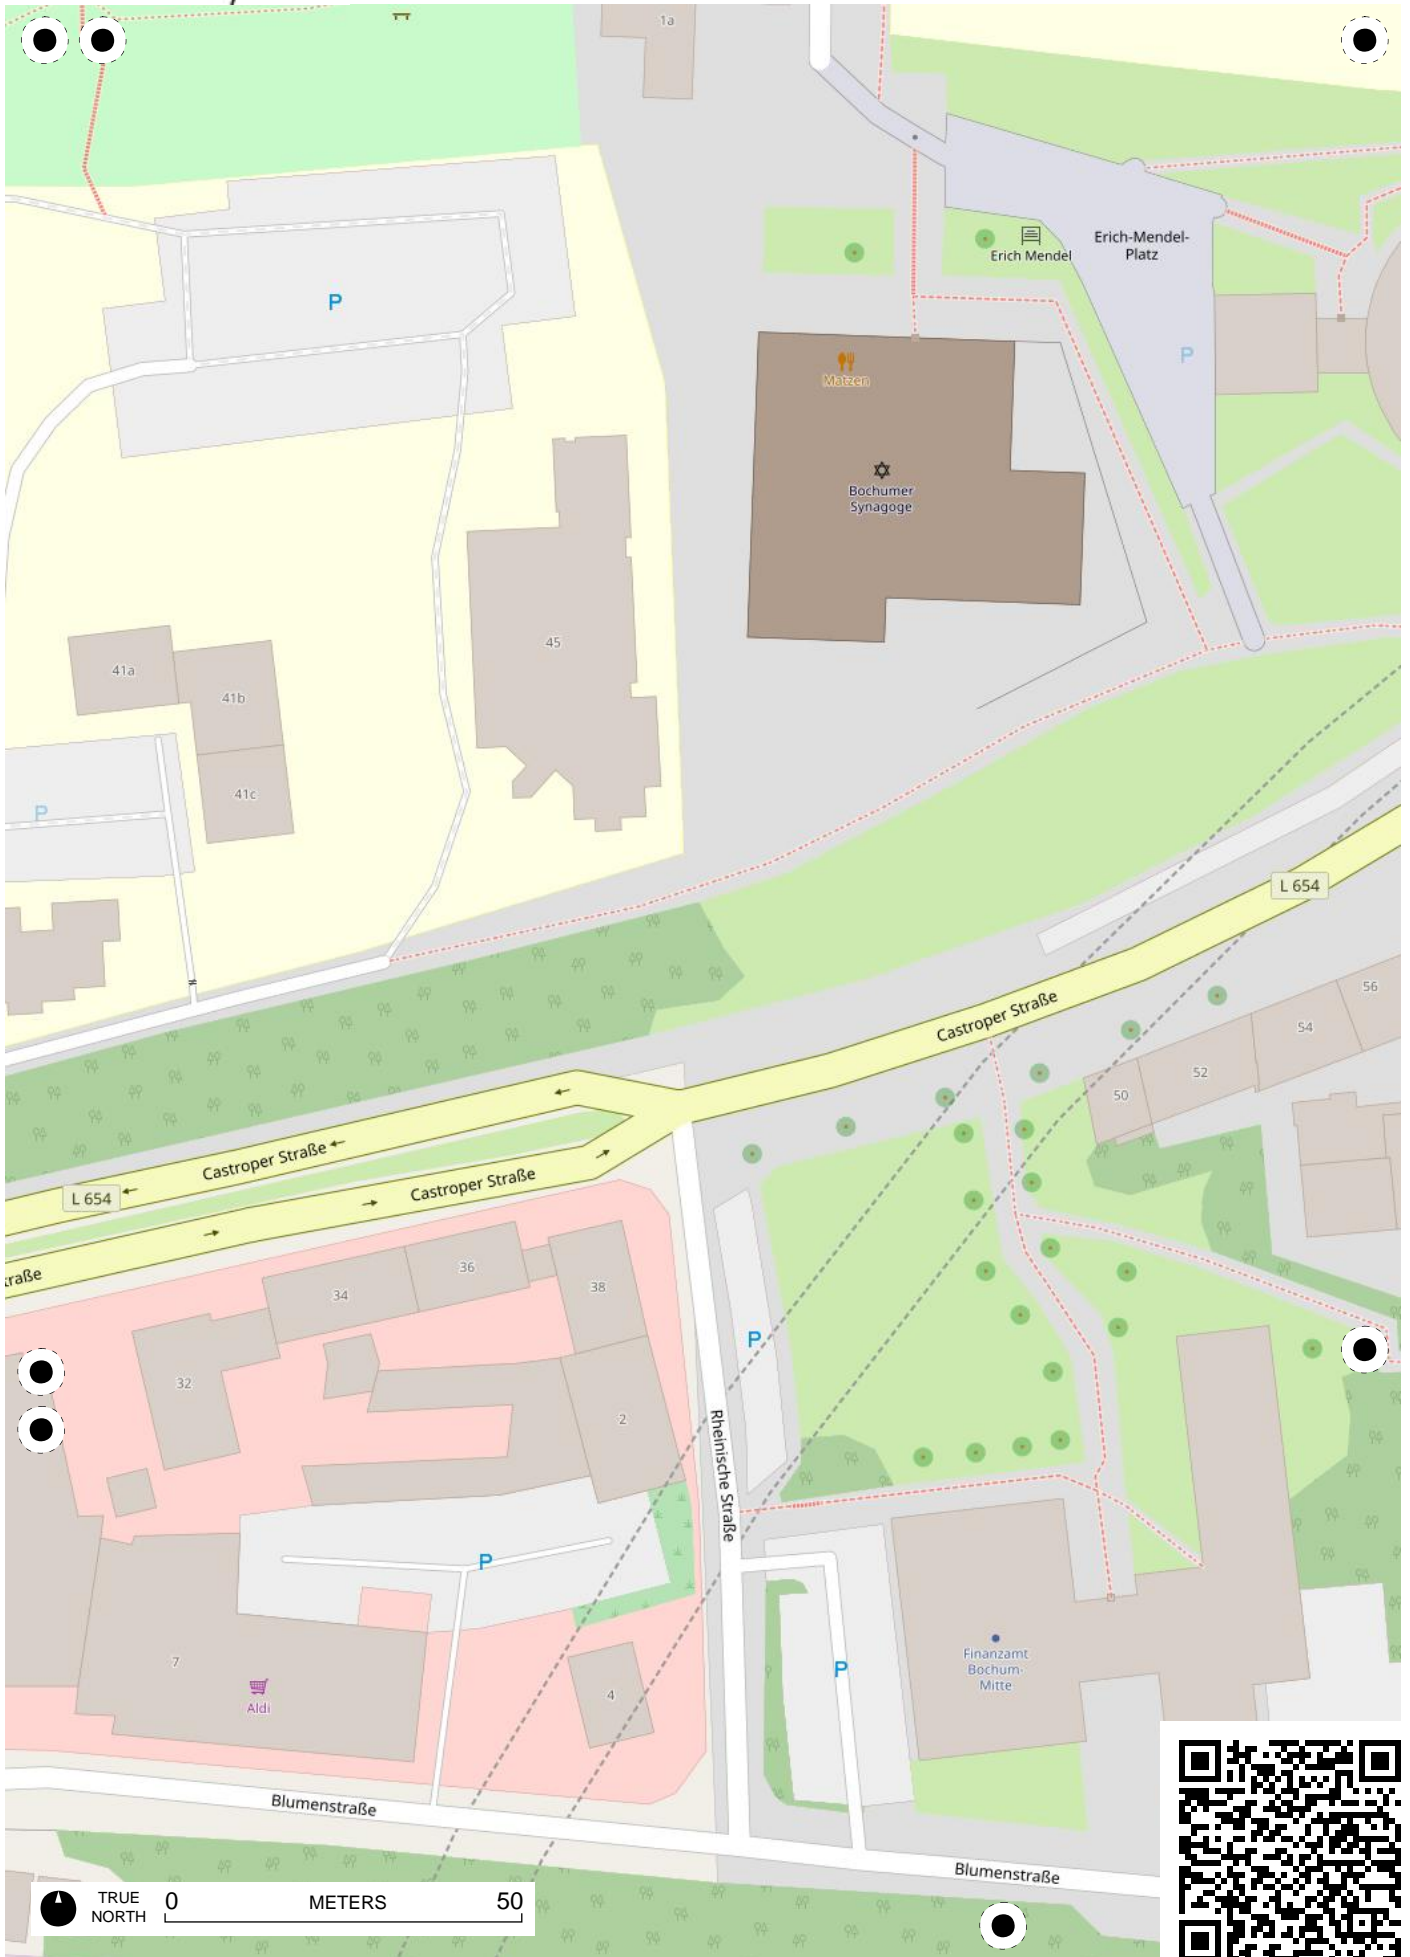 1a
Erich-Mendel-
Platz
Erich Mendel
P
P
Matzen
Bochumer
Synagoge
45
41a
41b
41c
P
L 654
56
54
52
50
Castroper Straße
Castroper Straße
L 654
Castroper Straße
traße
36
34
38
32
2
P
Rheinische Straße
P
7
Aldi
4
P
Finanzamt
Bochum-
Mitte
Blumenstraße
Blumenstraße
TRUE
NORTH
0 METERS 50